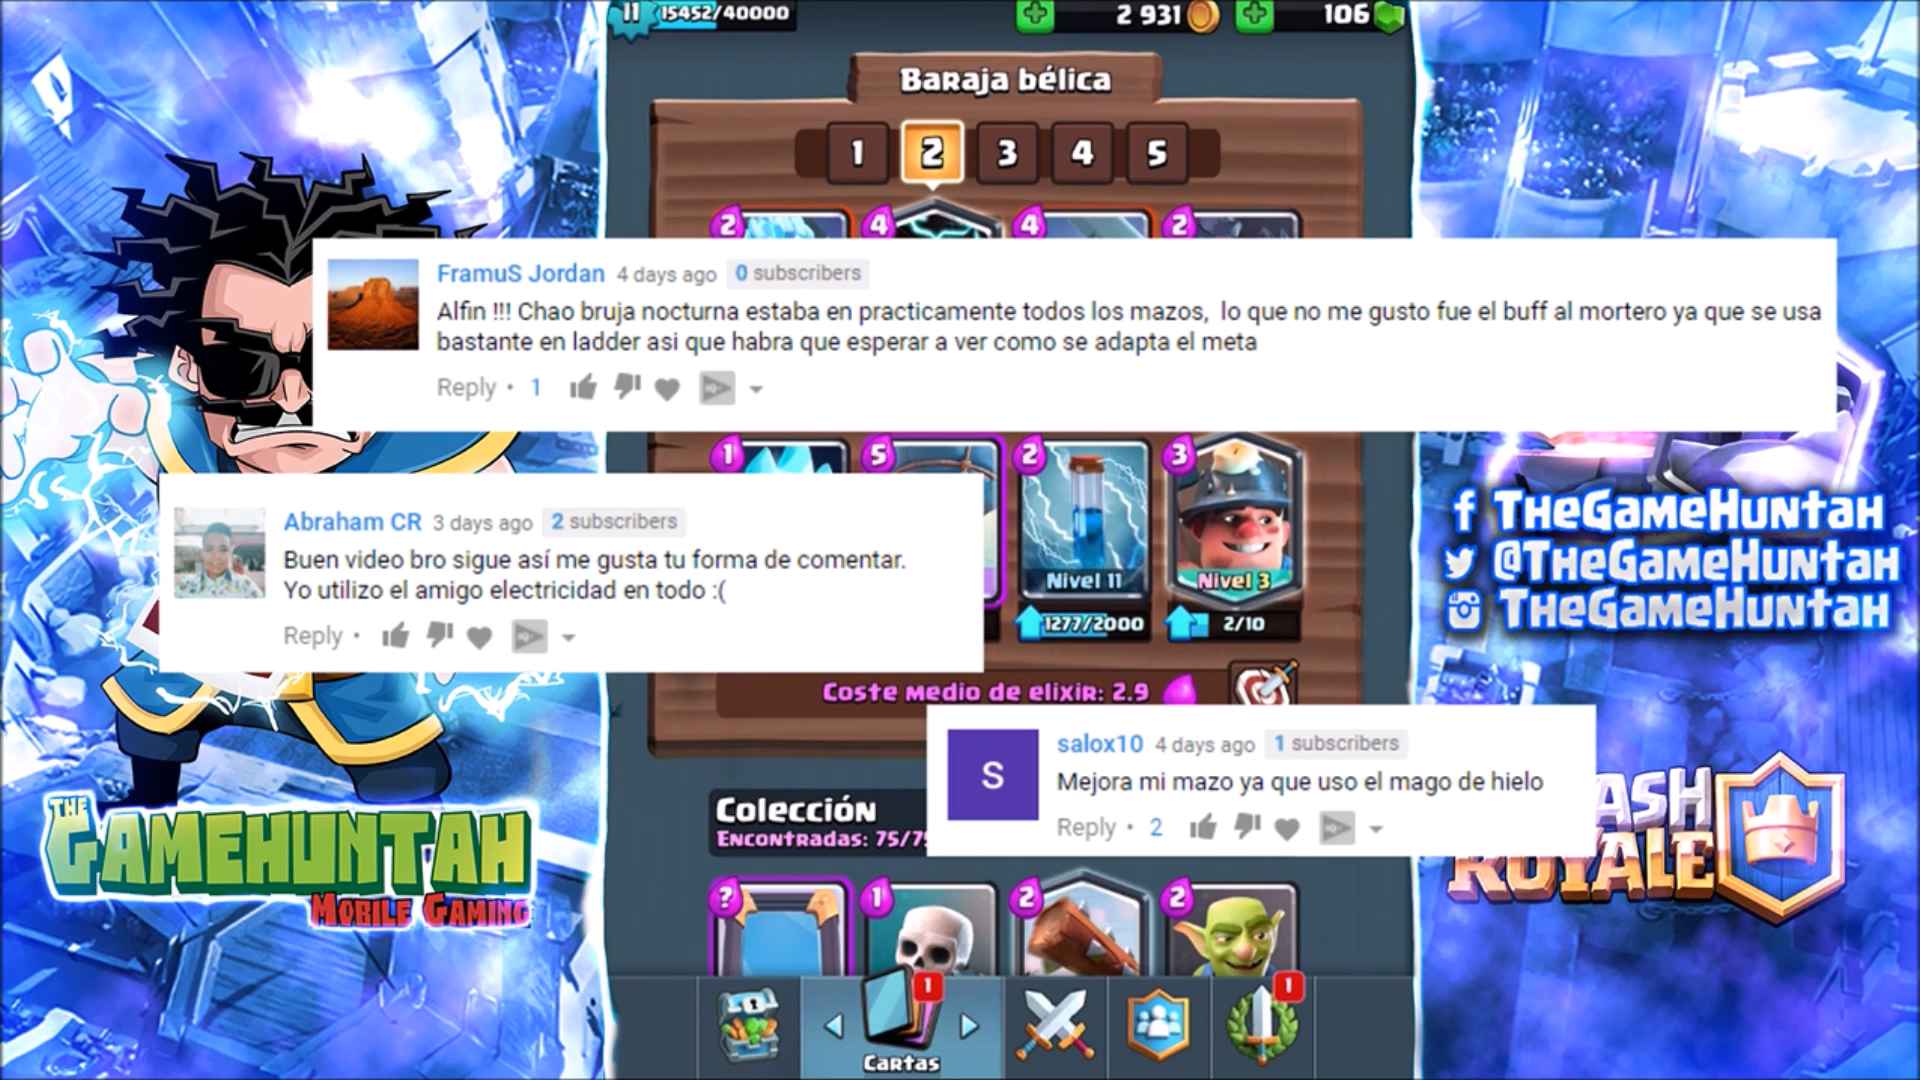 11 15452/40000 2 931 106
Baraja bélica
1 2 3 4 5
2 4 4 2
FramuS Jordan 4 days ago 0 subscribers
Alfin !!! Chao bruja nocturna estaba en practicamente todos los mazos, lo que no me gusto fue el buff al mortero ya que se usa
bastante en ladder asi que habra que esperar a ver como se adapta el meta
Reply • 1
1 5 2 3
Abraham CR 3 days ago 2 subscribers
Buen video bro sigue así me gusta tu forma de comentar.
Yo utilizo el amigo electricidad en todo :(
Reply •
Nivel 11 Nivel 3
1277/2000 2/10
f TheGameHuntah
@TheGameHuntah
TheGameHuntah
Coste medio de elixir: 2.9
S
salox10 4 days ago 1 subscribers
Mejora mi mazo ya que uso el mago de hielo
Reply • 2
Colección
Encontradas: 75/7
The
GameHuntah
Mobile Gaming
ASH
ROYALE
? 1 2 2
1 1
Cartas